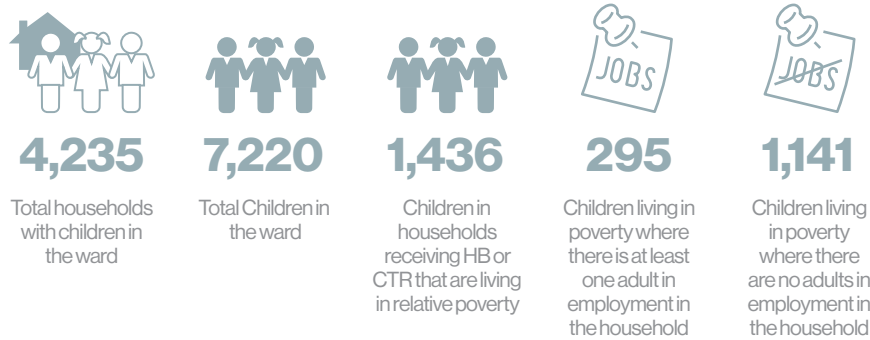 JOBS
JOBS
4,235
7,220
1,436
295
1,141
Total households
with children in
the ward
Total Children in
the ward
Children in
households
receiving HB or
CTR that are living
in relative poverty
Children living in
poverty where
there is at least
one adult in
employment in
the household
Children living
in poverty
where there
are no adults in
employment in
the household